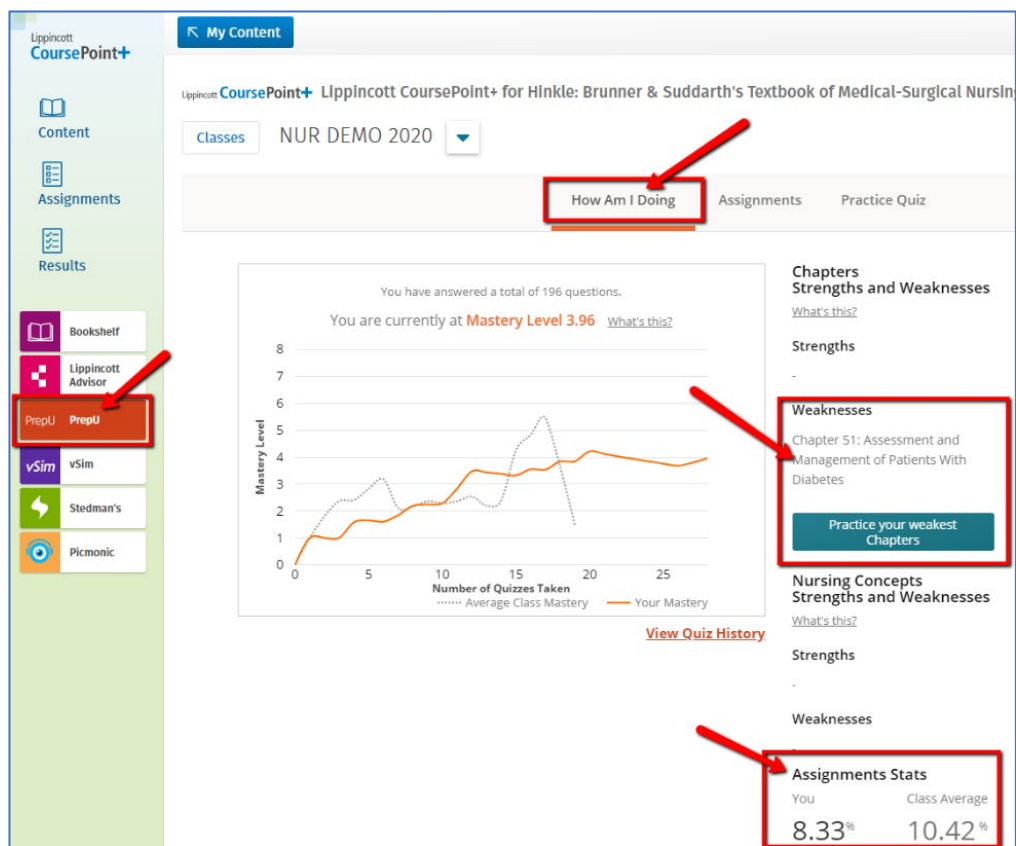 Lippincott
CoursePoint+
My Content
Content
Assignments
Results
Bookshelf
Lippincott
Advisor
PrepU PrepU
vSim vSim
Stedman's
Picmonic
Lippincott CoursePoint+ Lippincott CoursePoint+ for Hinkle: Brunner & Suddarth's Textbook of Medical-Surgical Nursing
Classes NUR DEMO 2020
How Am I Doing Assignments Practice Quiz
You have answered a total of 196 questions.
You are currently at Mastery Level 3.96 What's this?
8
7
6
5
4
3
2
1
0
Mastery Level
0 5 10 15 20 25
Number of Quizzes Taken
Average Class Mastery Your Mastery
View Quiz History
Chapters
Strengths and Weaknesses
What's this?
Strengths
-
Weaknesses
Chapter 51: Assessment and
Management of Patients With
Diabetes
Practice your weakest
Chapters
Nursing Concepts
Strengths and Weaknesses
What's this?
Strengths
-
Weaknesses
-
Assignments Stats
You Class Average
8.33% 10.42%